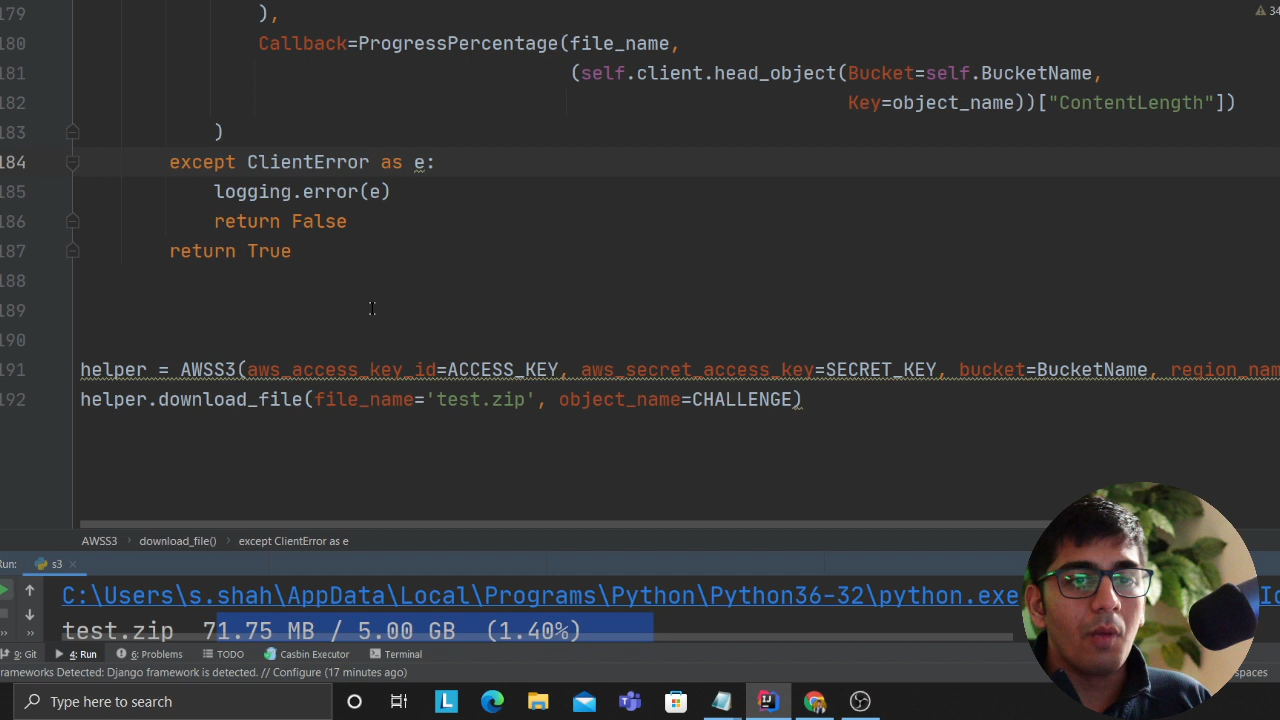 179 ),
180 Callback=ProgressPercentage(file_name,
181 (self.client.head_object(Bucket=self.BucketName,
182 Key=object_name))["ContentLength"])
183 )
184 except ClientError as e:
185 logging.error(e)
186 return False
187 return True
188
189
190
191 helper = AWSS3(aws_access_key_id=ACCESS_KEY, aws_secret_access_key=SECRET_KEY, bucket=BucketName, region_nam
192 helper.download_file(file_name='test.zip', object_name=CHALLENGE)
34
AWSS3 › download_file() › except ClientError as e
Run: s3 ×
C:\Users\s.shah\AppData\Local\Programs\Python\Python36-32\python.exe
test.zip 71.75 MB / 5.00 GB (1.40%)
9: Git 4: Run 6: Problems TODO Casbin Executor Terminal
rameworks Detected: Django framework is detected. // Configure (17 minutes ago) spaces
Type here to search